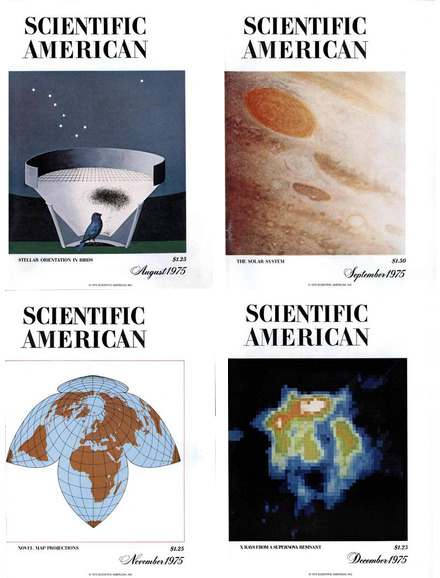 SCIENTIFIC
AMERICAN
STELLAR ORIENTATION IN BIRDS
$1.25
August 1975
© 1975 SCIENTIFIC AMERICAN, INC.
SCIENTIFIC
AMERICAN
THE SOLAR SYSTEM
$1.50
September 1975
© 1975 SCIENTIFIC AMERICAN, INC.
SCIENTIFIC
AMERICAN
NOVEL MAP PROJECTIONS
$1.25
November 1975
© 1975 SCIENTIFIC AMERICAN, INC.
SCIENTIFIC
AMERICAN
X RAYS FROM A SUPERNOVA REMNANT
$1.25
December 1975
© 1975 SCIENTIFIC AMERICAN, INC.